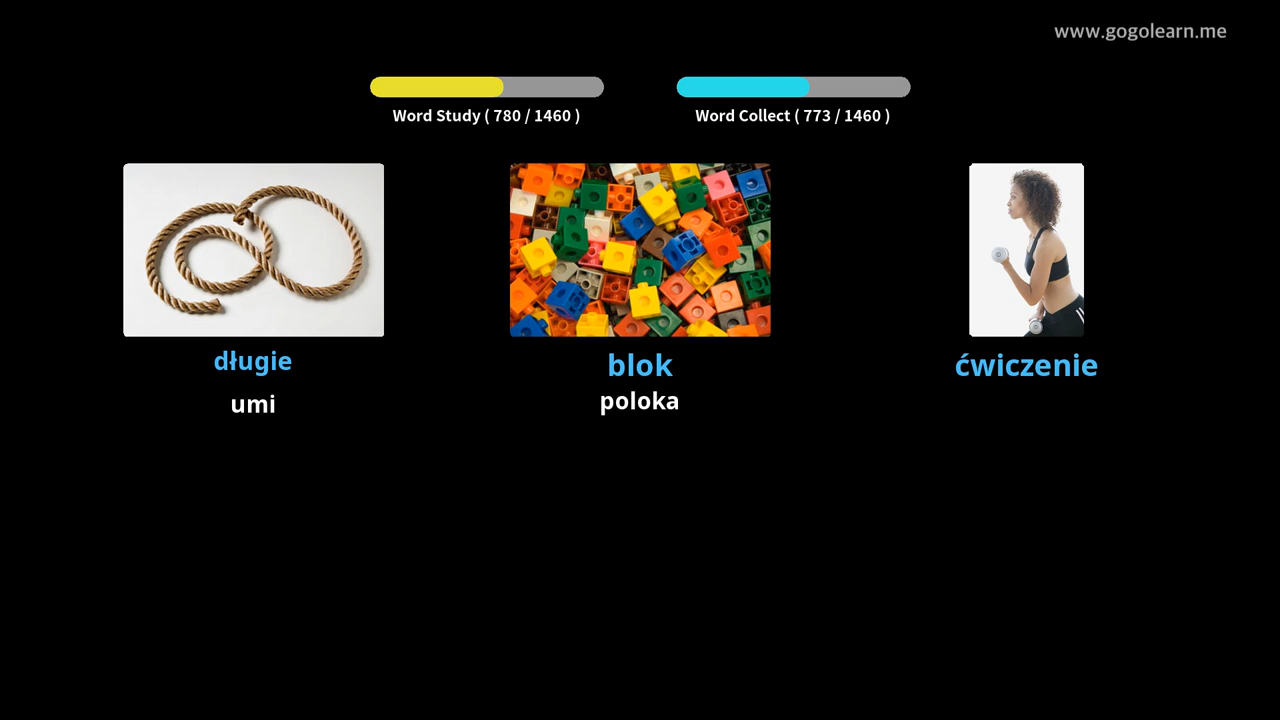 www.gogolearn.me
Word Study ( 780 / 1460 )
Word Collect ( 773 / 1460 )
długie
umi
blok
poloka
ćwiczenie